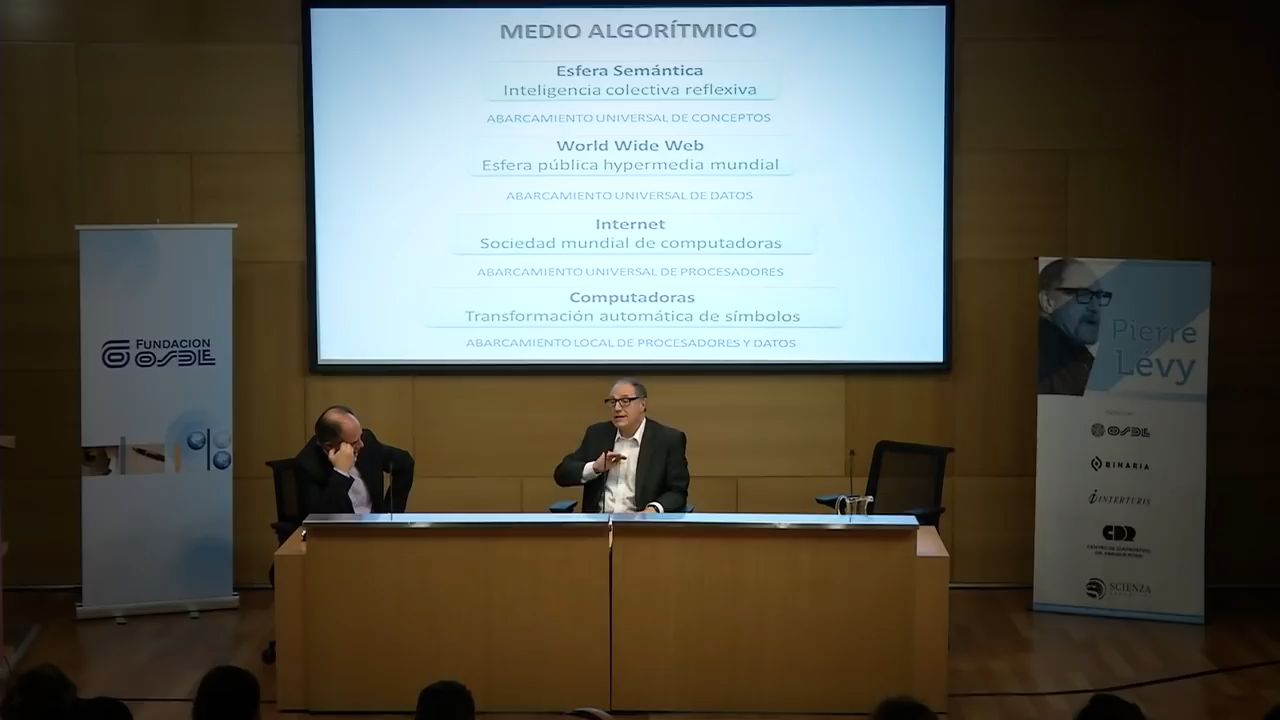 MEDIO ALGORÍTMICO
Esfera Semántica
Inteligencia colectiva reflexiva
ABARCAMIENTO UNIVERSAL DE CONCEPTOS
World Wide Web
Esfera pública hypermedia mundial
ABARCAMIENTO UNIVERSAL DE DATOS
Internet
Sociedad mundial de computadoras
ABARCAMIENTO UNIVERSAL DE PROCESADORES
Computadoras
Transformación automática de símbolos
ABARCAMIENTO LOCAL DE PROCESADORES Y DATOS
FUNDACION
OSDE
Pierre
Lévy
OSDE
BINARIA
INTERTURIS
CDR
SCIENZA